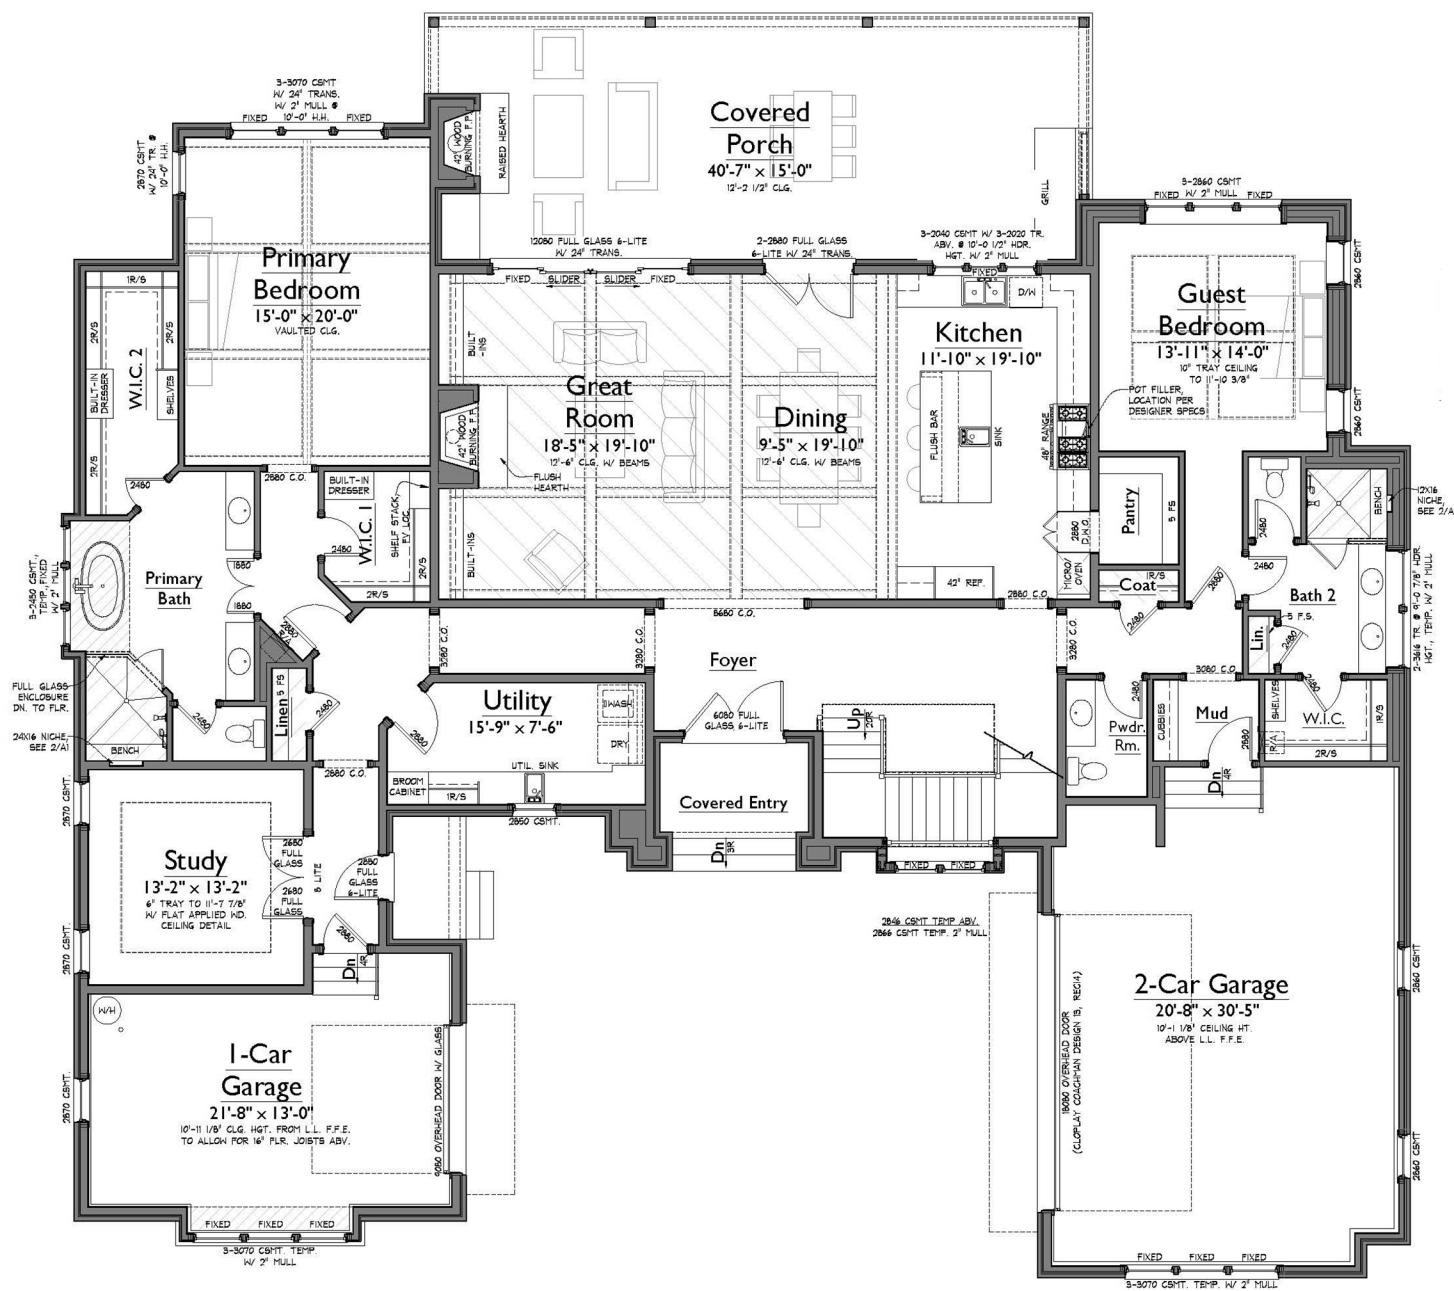 3-3070 CSMT
W/ 24" TRANS.
W/ 2" MULL @
10'-0" H.H.
FIXED FIXED
2870 CSMT
W/ 24" TR. @
10'-0" H.H.
42" WOOD
BURNING F.P.
RAISED HEARTH
Covered
Porch
40'-7" x 15'-0"
12'-2 1/2" CLG.
GRILL
3-2860 CSMT
W/ 2" MULL
FIXED FIXED
12080 FULL GLASS 6-LITE
W/ 24" TRANS.
2-2880 FULL GLASS
6-LITE W/ 24" TRANS.
3-2040 CSMT W/ 3-2020 TR.
ABV. @ 10'-0 1/2" HDR.
HGT. W/ 2" MULL
FIXED
FIXED SLIDER SLIDER FIXED
D/W
Primary
Bedroom
15'-0" x 20'-0"
VAULTED CLG.
1R/S
2R/S
2R/S
W.I.C. 2
BUILT-IN
DRESSER
SHELVES
2R/S
BUILT
-INS
Great
Room
18'-5" x 19'-10"
12'-6" CLG. W/ BEAMS
42" WOOD
BURNING F.P.
FLUSH
HEARTH
BUILT-INS
Dining
9'-5" x 19'-10"
12'-6" CLG. W/ BEAMS
Kitchen
11'-10" x 19'-10"
FLUSH BAR
SINK
48" RANGE
POT FILLER,
LOCATION PER
DESIGNER SPECS
Guest
Bedroom
13'-11" x 14'-0"
10" TRAY CEILING
TO 11'-10 3/8"
2860 CSMT
2860 CSMT
2480
2880 C.O.
BUILT-IN
DRESSER
SHELF STACK,
W.I.C. 1
2480
2R/S
2R/S
Pantry
5 FS
2880
MICRO/
OVEN
42" REF.
2480
BENCH
12X16
NICHE,
SEE 2/A
3-2450 CSMT,
TEMP, FIXED
W/ 2" MULL
Primary
Bath
1880
1880
2880
R/A
8680 C.O.
2880 C.O.
1R/S
Coat
2480
2880
2480
Bath 2
5 F.S.
Lin.
2480
2-3616 TR @ 9'-0 7/8" HDR.
HGT., TEMP. W/ 2" MULL
3280 C.O.
3280 C.O.
Foyer
3280 C.O.
3080 C.O.
FULL GLASS
ENCLOSURE
DN. TO FLR.
24X16 NICHE,
SEE 2/A1
BENCH
2480
Linen
5 FS
2480
Utility
15'-9" x 7'-6"
2880
WASH
DRY
UTIL. SINK
BROOM
CABINET
1R/S
2880 C.O.
2850 CSMT.
6080 FULL
GLASS 6-LITE
Covered Entry
Dn
3R
UP
20R
2480
Pwdr.
Rm.
CUBBIES
Mud
2880
2480
SHELVES
W.I.C.
R/A
1R/S
2R/S
Dn
4R
FIXED FIXED
2846 CSMT TEMP ABV.
2866 CSMT TEMP. 2" MULL
2870 CSMT.
Study
13'-2" x 13'-2"
6" TRAY TO 11'-7 7/8"
W/ FLAT APPLIED WD.
CEILING DETAIL
2680
FULL
GLASS
2680
FULL
GLASS
8 LITE
2880
FULL
GLASS
6-LITE
2880
Dn
4R
2870 CSMT.
W/H
1-Car
Garage
21'-8" x 13'-0"
10'-11 1/8" CLG. HGT. FROM L.L. F.F.E.
TO ALLOW FOR 16" FLR. JOISTS ABV.
9080 OVERHEAD DOOR W/ GLASS
2870 CSMT.
FIXED FIXED FIXED
3-3070 CSMT. TEMP.
W/ 2" MULL
2-Car Garage
20'-8" x 30'-5"
10'-1 1/8" CEILING HT.
ABOVE L.L. F.F.E.
18080 OVERHEAD DOOR
(CLOPLAY COACHMAN DESIGN 13, REC14)
2860 CSMT
2860 CSMT
FIXED FIXED FIXED
3-3070 CSMT. TEMP. W/ 2" MULL